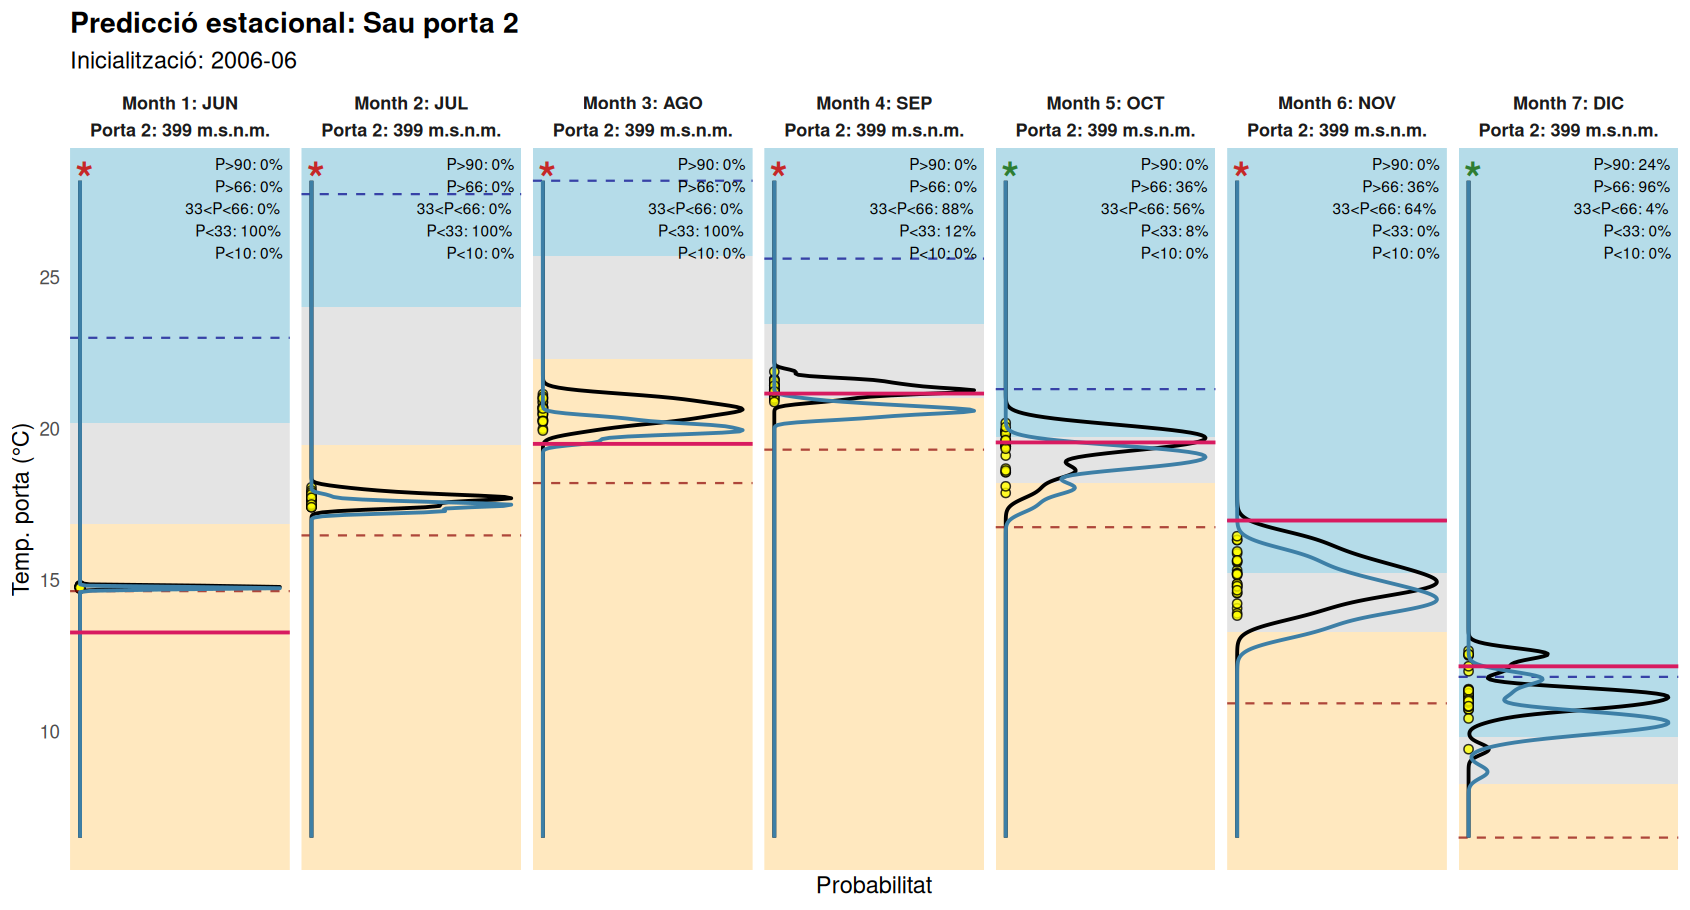 Predicció estacional: Sau porta 2
Inicialització: 2006-06
Month 1: JUN
Porta 2: 399 m.s.n.m.
Month 2: JUL
Porta 2: 399 m.s.n.m.
Month 3: AGO
Porta 2: 399 m.s.n.m.
Month 4: SEP
Porta 2: 399 m.s.n.m.
Month 5: OCT
Porta 2: 399 m.s.n.m.
Month 6: NOV
Porta 2: 399 m.s.n.m.
Month 7: DIC
Porta 2: 399 m.s.n.m.
*
P>90: 0%
P>66: 0%
33<P<66: 0%
P<33: 100%
P<10: 0%
*
P>90: 0%
P>66: 0%
33<P<66: 0%
P<33: 100%
P<10: 0%
*
P>90: 0%
P>66: 0%
33<P<66: 0%
P<33: 100%
P<10: 0%
*
P>90: 0%
P>66: 0%
33<P<66: 88%
P<33: 12%
P<10: 0%
*
P>90: 0%
P>66: 36%
33<P<66: 56%
P<33: 8%
P<10: 0%
*
P>90: 0%
P>66: 36%
33<P<66: 64%
P<33: 0%
P<10: 0%
*
P>90: 24%
P>66: 96%
33<P<66: 4%
P<33: 0%
P<10: 0%
Temp. porta (°C)
25
20
15
10
Probabilitat